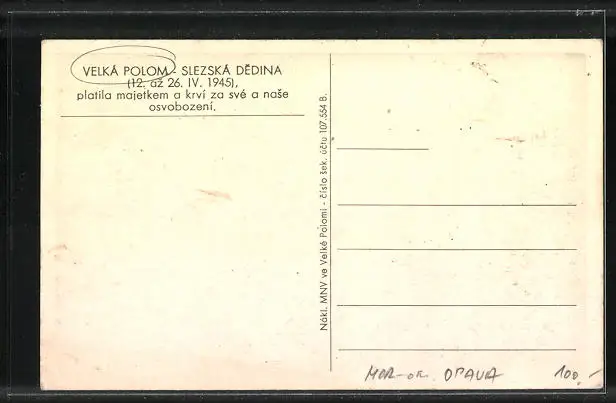 VELKÁ POLOM - SLEZSKÁ DĚDINA
(12. až 26. IV. 1945),
platila majetkem a krví za své a naše
osvobození.
Nákl. MNV ve Velké Polomi - číslo šek. účtu 107.554 B.
MOR-OK. OPAVA 100,-